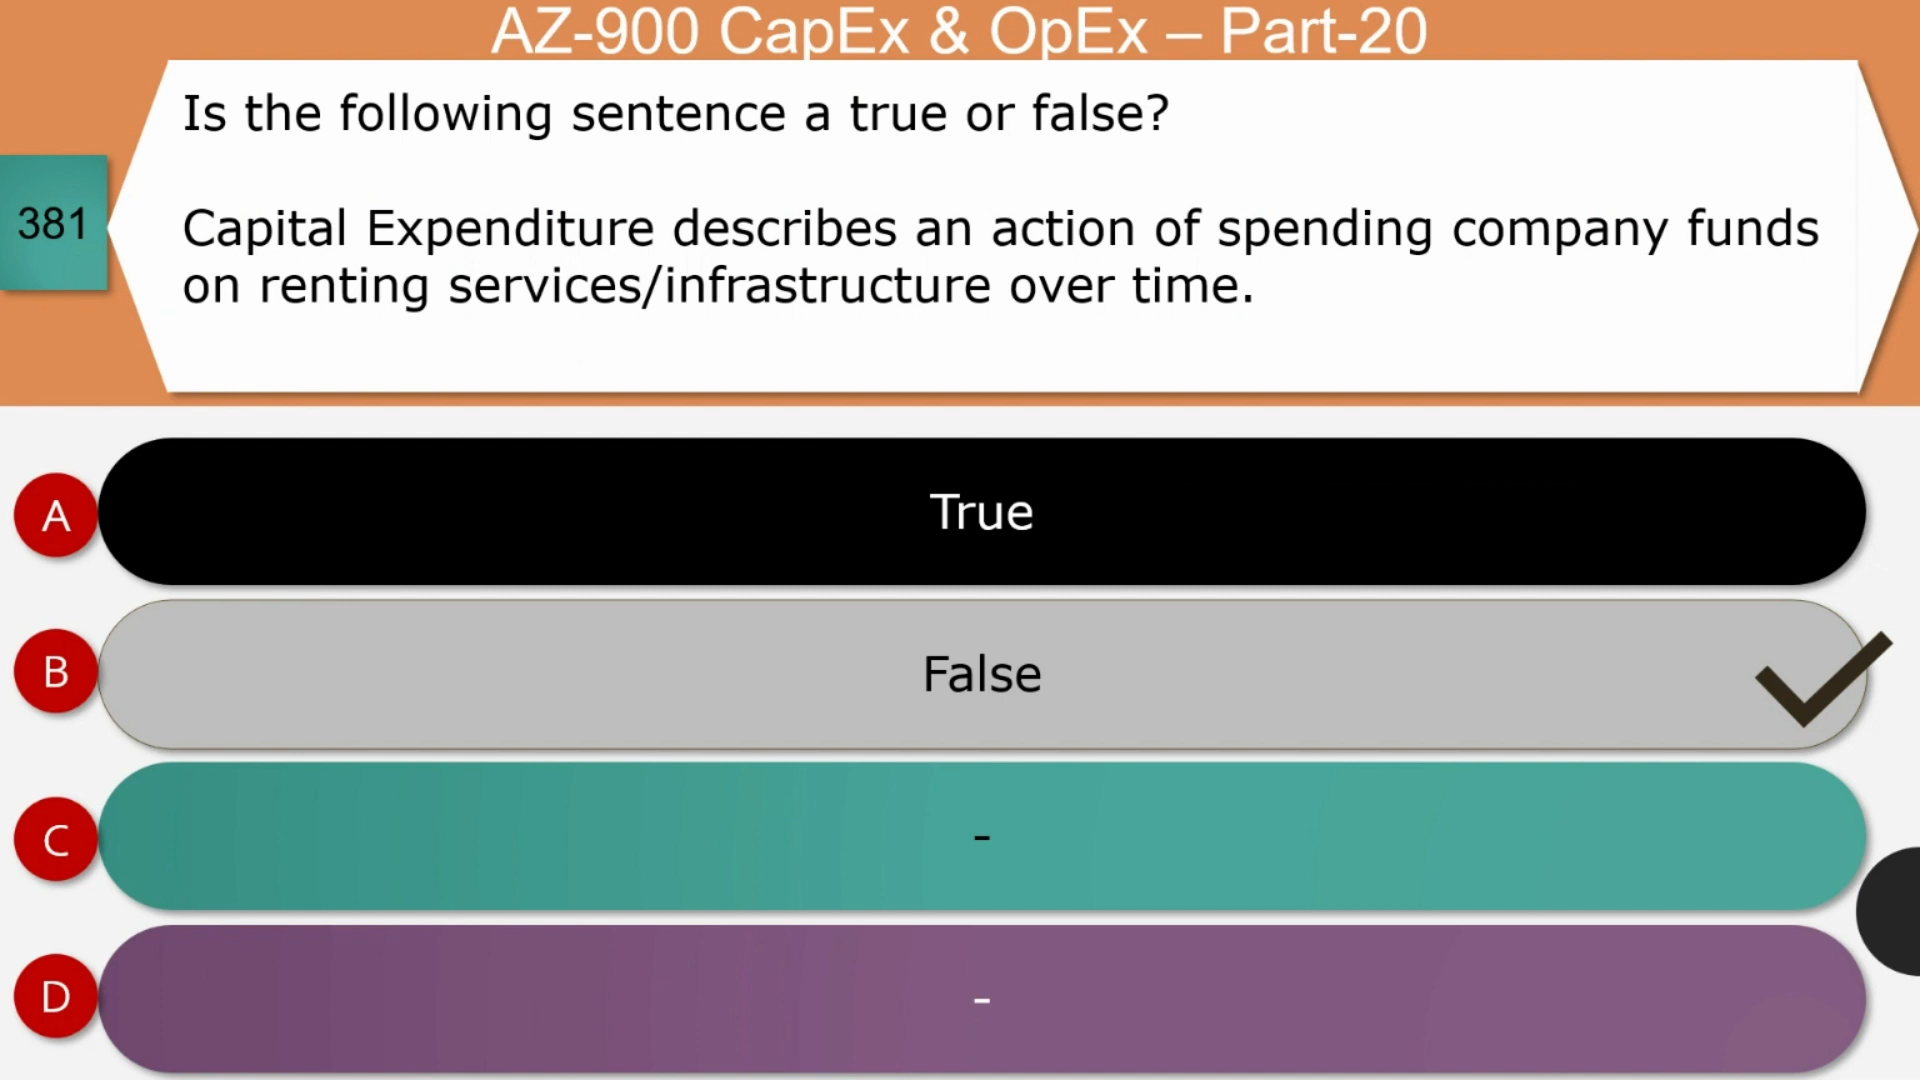 AZ-900 CapEx & OpEx – Part-20
Is the following sentence a true or false?
381
Capital Expenditure describes an action of spending company funds
on renting services/infrastructure over time.
A
True
B
False
C
-
D
-